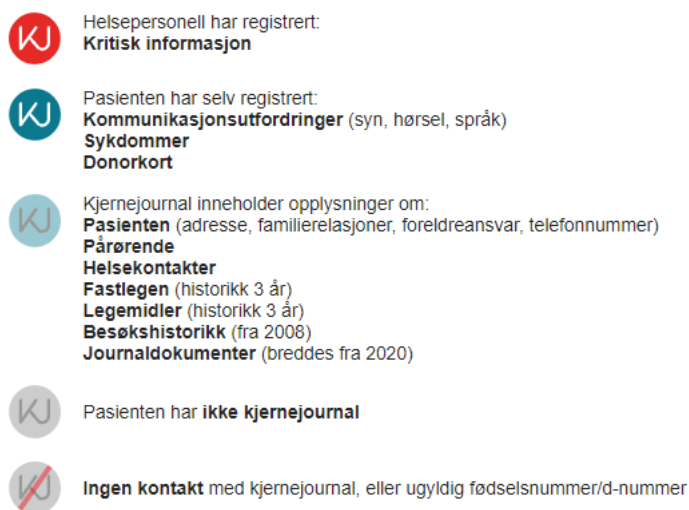 KJ
Helsepersonell har registrert:
Kritisk informasjon
KJ
Pasienten har selv registrert:
Kommunikasjonsutfordringer (syn, hørsel, språk)
Sykdommer
Donorkort
KJ
Kjernejournal inneholder opplysninger om:
Pasienten (adresse, familierelasjoner, foreldreansvar, telefonnummer)
Pårørende
Helsekontakter
Fastlegen (historikk 3 år)
Legemidler (historikk 3 år)
Besøkshistorikk (fra 2008)
Journaldokumenter (breddes fra 2020)
KJ
Pasienten har ikke kjernejournal
KJ
Ingen kontakt med kjernejournal, eller ugyldig fødselsnummer/d-nummer